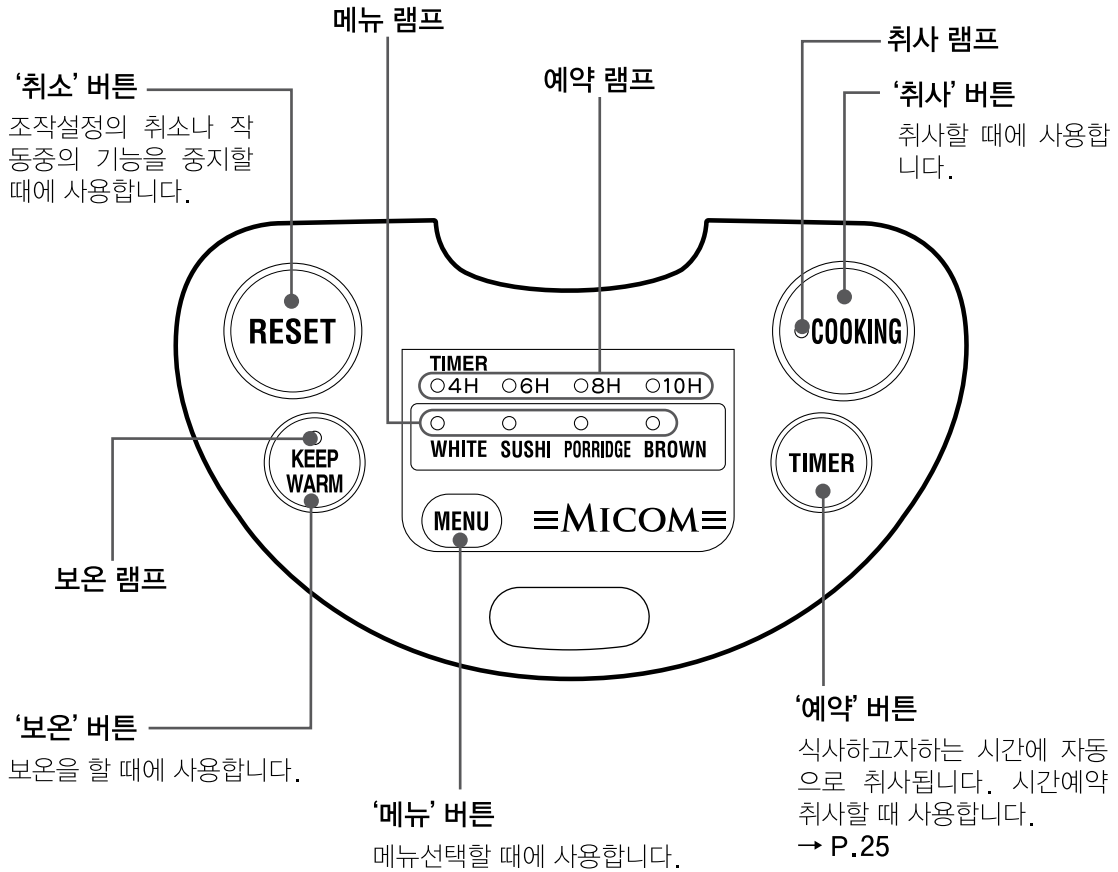 메뉴 램프
취사 램프
예약 램프
‘취소’ 버튼
조작설정의 취소나 작
동중의 기능을 중지할
때에 사용합니다.
‘취사’ 버튼
취사할 때에 사용합
니다.
RESET
COOKING
TIMER
4H 6H 8H 10H
WHITE SUSHI PORRIDGE BROWN
KEEP
WARM
TIMER
MENU
≡MICOM≡
보온 램프
‘보온’ 버튼
보온을 할 때에 사용합니다.
‘예약’ 버튼
식사하고자하는 시간에 자동
으로 취사됩니다. 시간예약
취사할 때 사용합니다.
→ P.25
‘메뉴’ 버튼
메뉴선택할 때에 사용합니다.